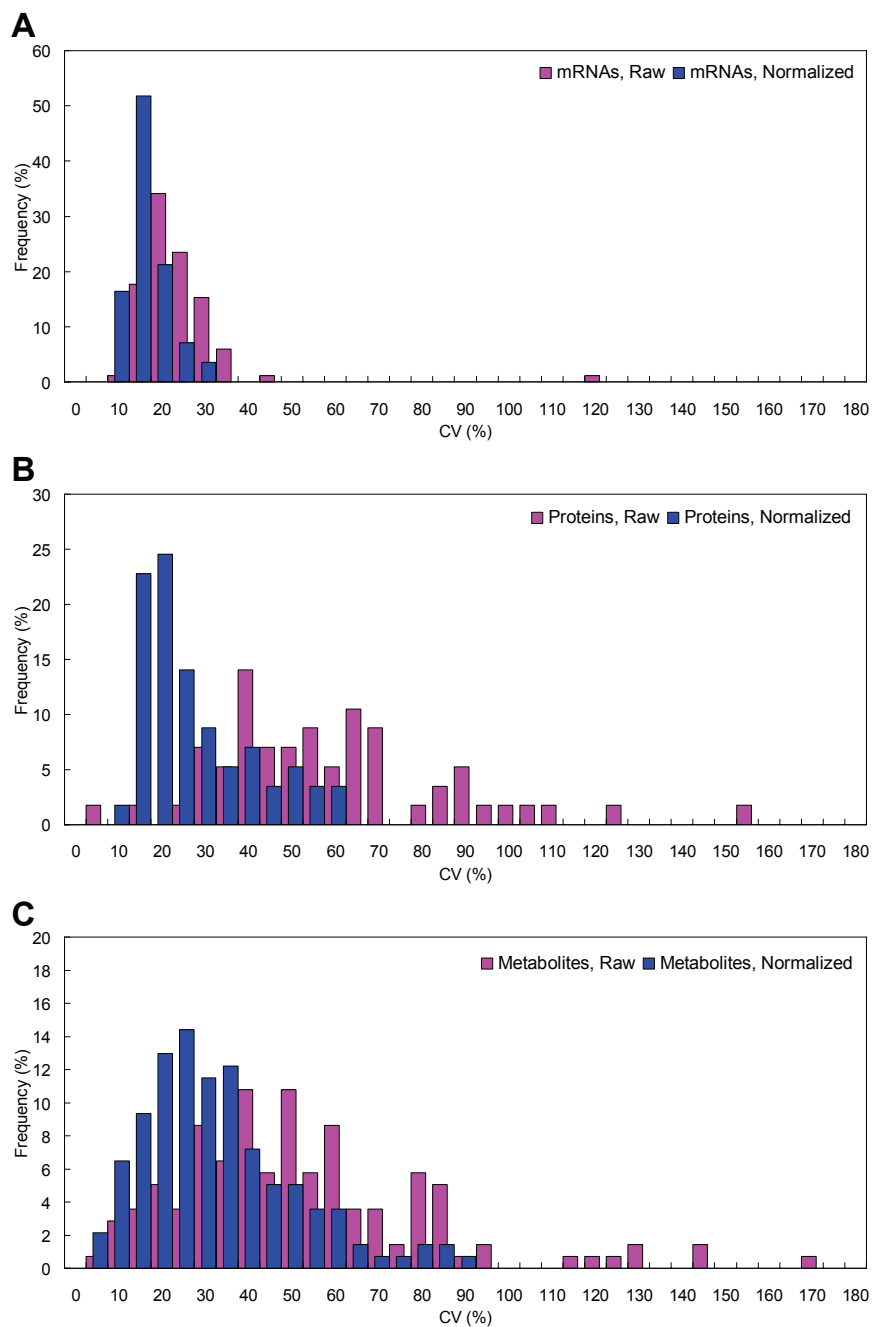 A
60
50
40
30
20
10
0
Frequency (%)
mRNAs, Raw mRNAs, Normalized
0 10 20 30 40 50 60 70 80 90 100 110 120 130 140 150 160 170 180
CV (%)
B
30
25
20
15
10
5
0
Frequency (%)
Proteins, Raw Proteins, Normalized
0 10 20 30 40 50 60 70 80 90 100 110 120 130 140 150 160 170 180
CV (%)
C
20
18
16
14
12
10
8
6
4
2
0
Frequency (%)
Metabolites, Raw Metabolites, Normalized
0 10 20 30 40 50 60 70 80 90 100 110 120 130 140 150 160 170 180
CV (%)